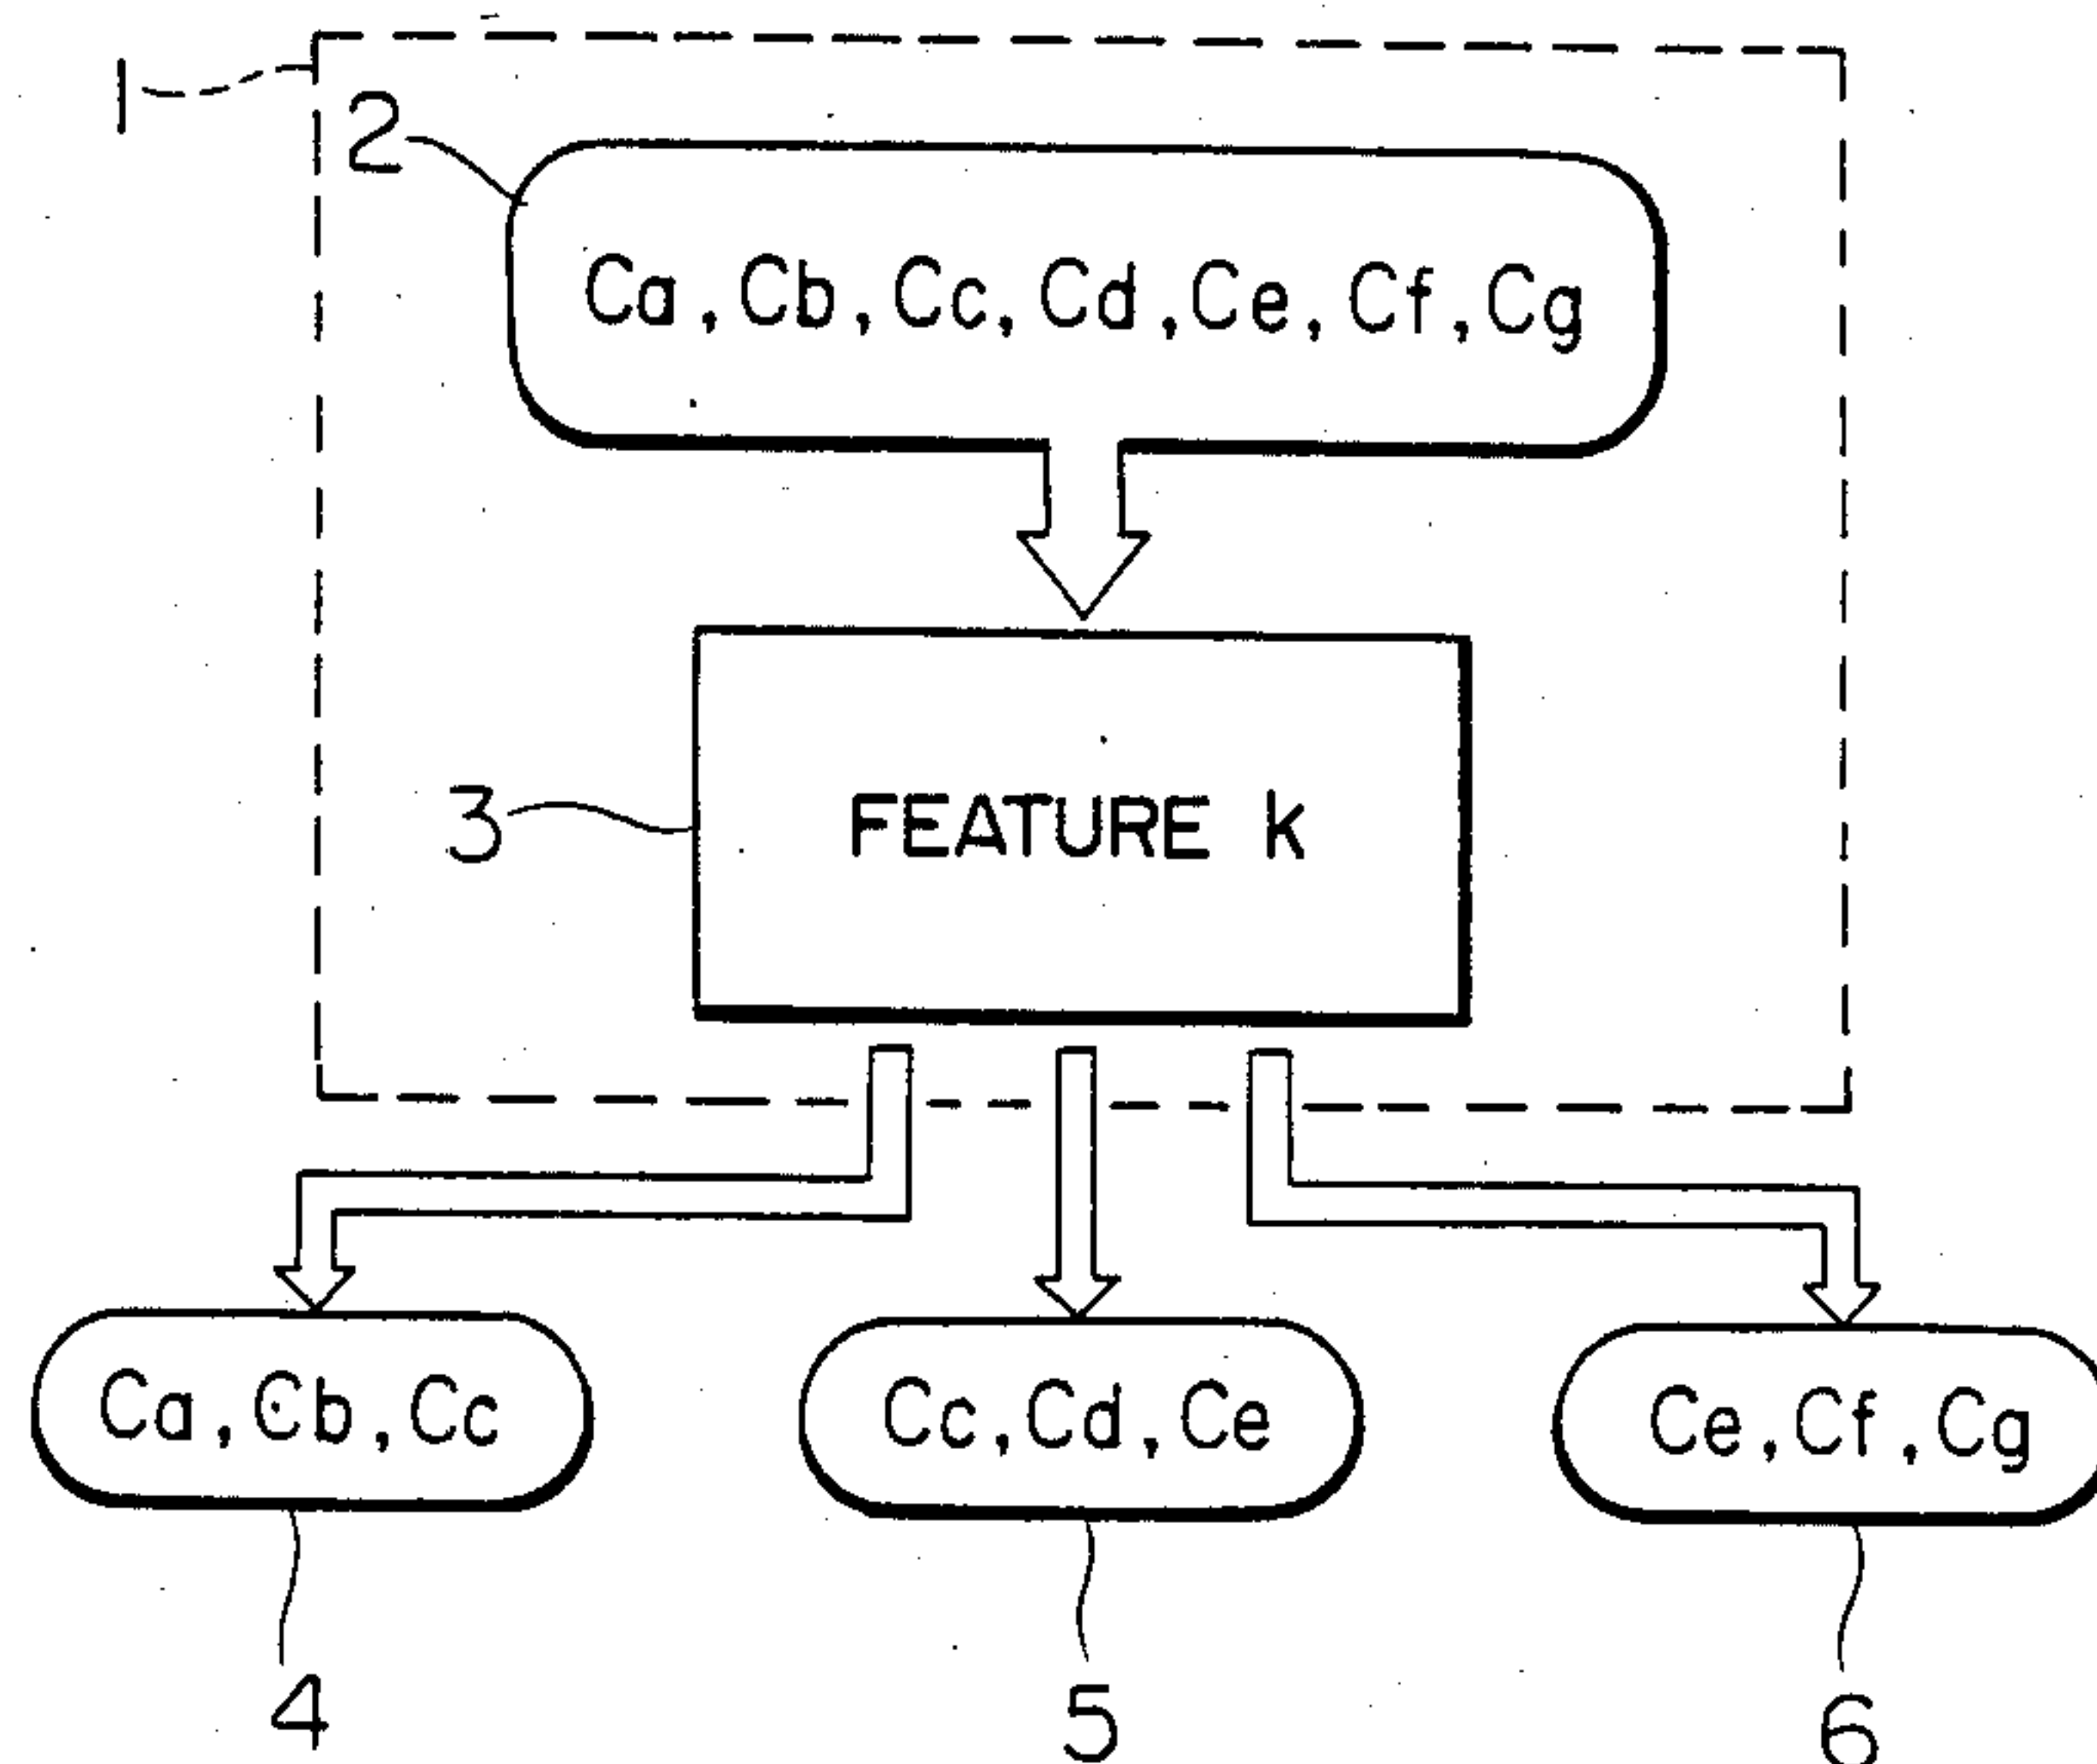 1
2
Ca, Cb, Cc, Cd, Ce, Cf, Cg
3
FEATURE k
Ca, Cb, Cc
Cc, Cd, Ce
Ce, Cf, Cg
4
5
6